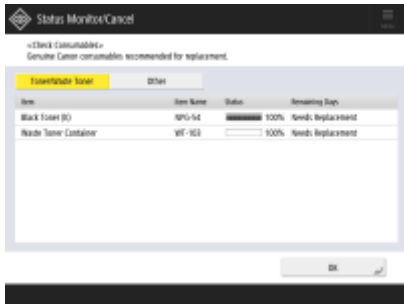 Status Monitor/Cancel
<Check Consumables>
Genuine Canon consumables recommended for replacement.
Toner/Waste Toner Other
Item Item Name Status Remaining Days
Black Toner (K) NPG-54 100% Needs Replacement
Waste Toner Container WT-103 100% Needs Replacement
OK